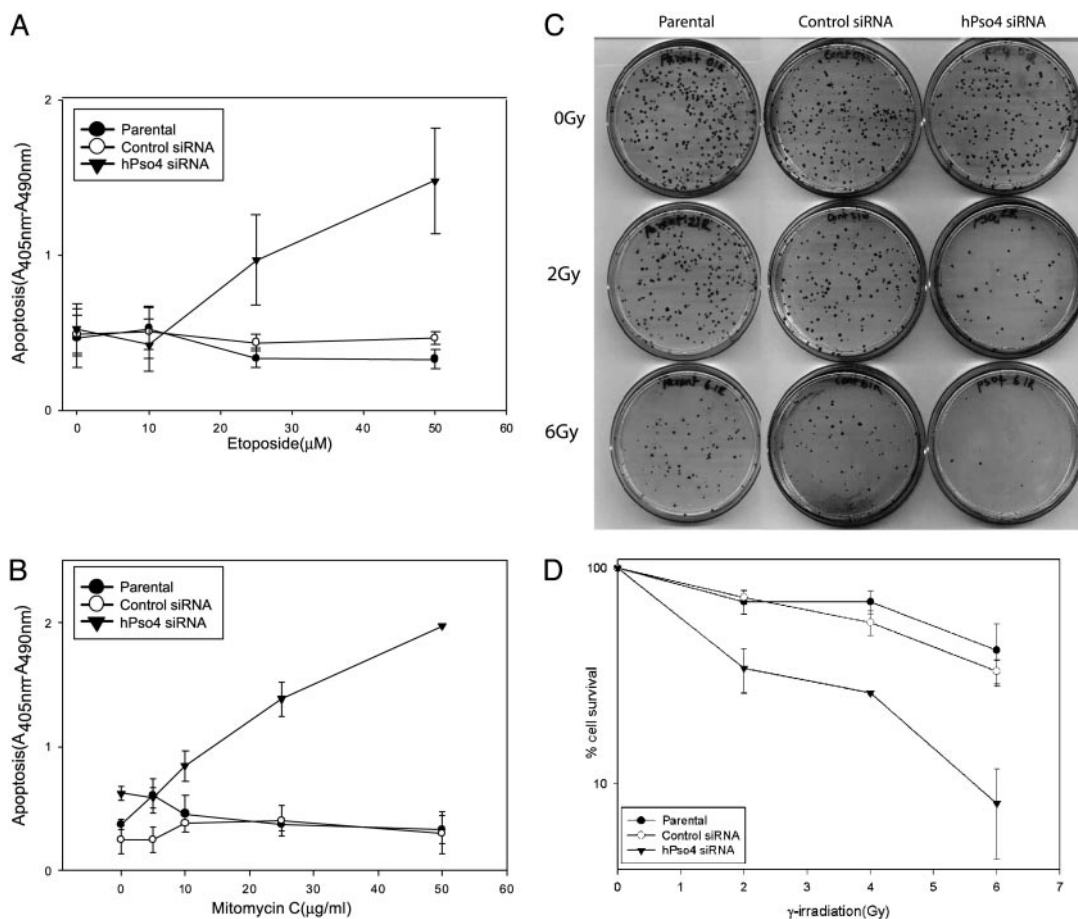 A
2
1
0
Parental
Control siRNA
hPso4 siRNA
Apoptosis(A405nm-A490nm)
0 10 20 30 40 50 60
Etoposide(µM)
B
2
1
0
Parental
Control siRNA
hPso4 siRNA
Apoptosis(A405nm-A490nm)
0 10 20 30 40 50 60
Mitomycin C(µg/ml)
C
Parental Control siRNA hPso4 siRNA
0Gy
2Gy
6Gy
D
100
10
% cell survival
Parental
Control siRNA
hPso4 siRNA
0 1 2 3 4 5 6 7
γ-irradiation(Gy)